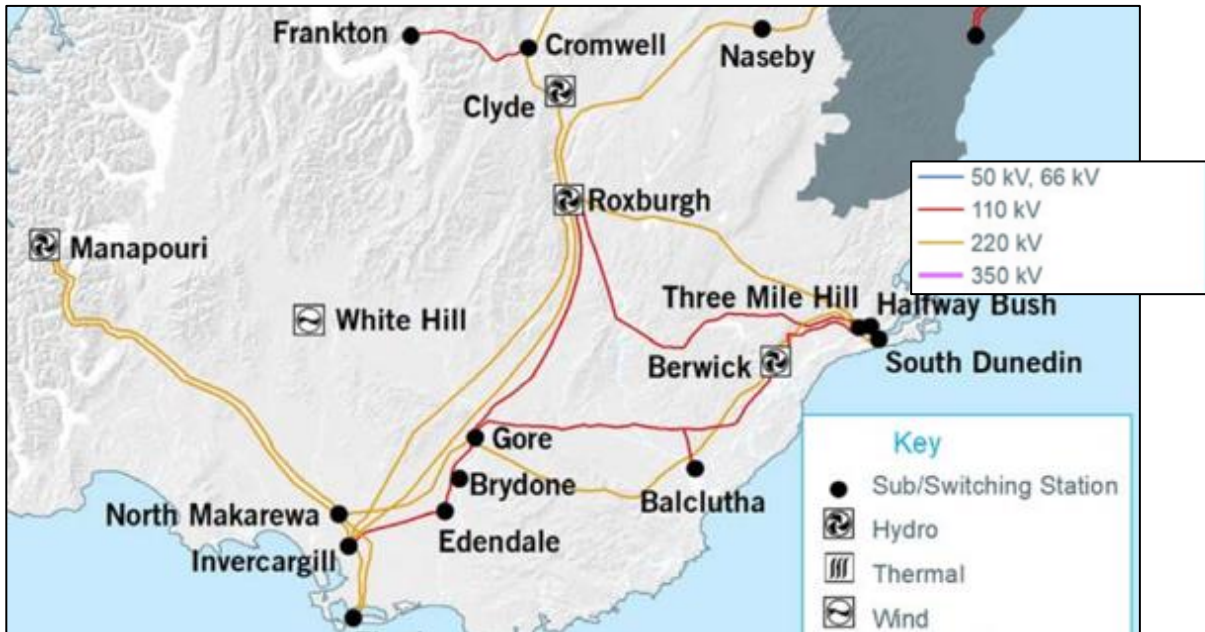 Frankton
Cromwell
Naseby
Clyde
Roxburgh
50 kV, 66 kV
110 kV
220 kV
350 kV
Manapouri
White Hill
Three Mile Hill
Halfway Bush
Berwick
South Dunedin
Gore
Brydone
Balclutha
North Makarewa
Edendale
Invercargill
Key
Sub/Switching Station
Hydro
Thermal
Wind